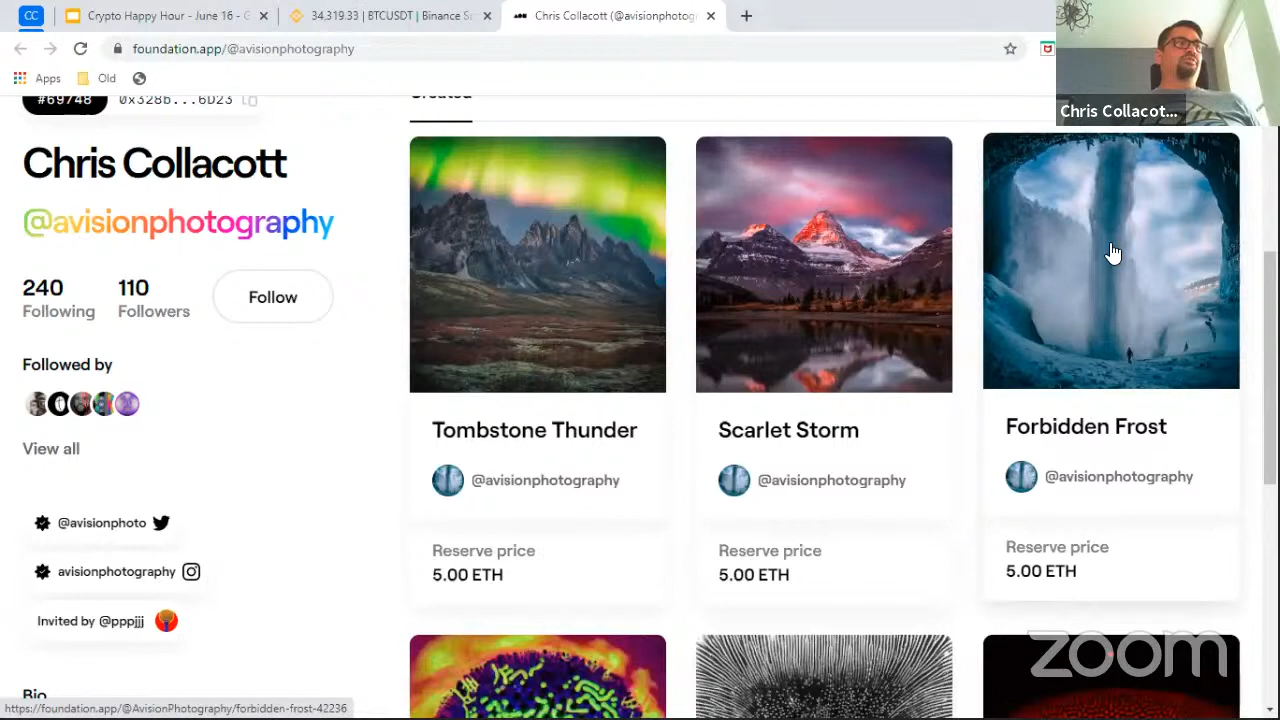 CC
Crypto Happy Hour - June 16 - G
34,319.33 | BTCUSDT | Binance S
Chris Collacott (@avisionphotog
foundation.app/@avisionphotography
Apps
Old
Chris Collacot...
#69748
0x328b...6D23
Created
Chris Collacott
@avisionphotography
240
Following
110
Followers
Follow
Followed by
View all
@avisionphoto
avisionphotography
Invited by @pppjjj
Bio
Tombstone Thunder
@avisionphotography
Reserve price
5.00 ETH
Scarlet Storm
@avisionphotography
Reserve price
5.00 ETH
Forbidden Frost
@avisionphotography
Reserve price
5.00 ETH
zoom
https://foundation.app/@AvisionPhotography/forbidden-frost-42236